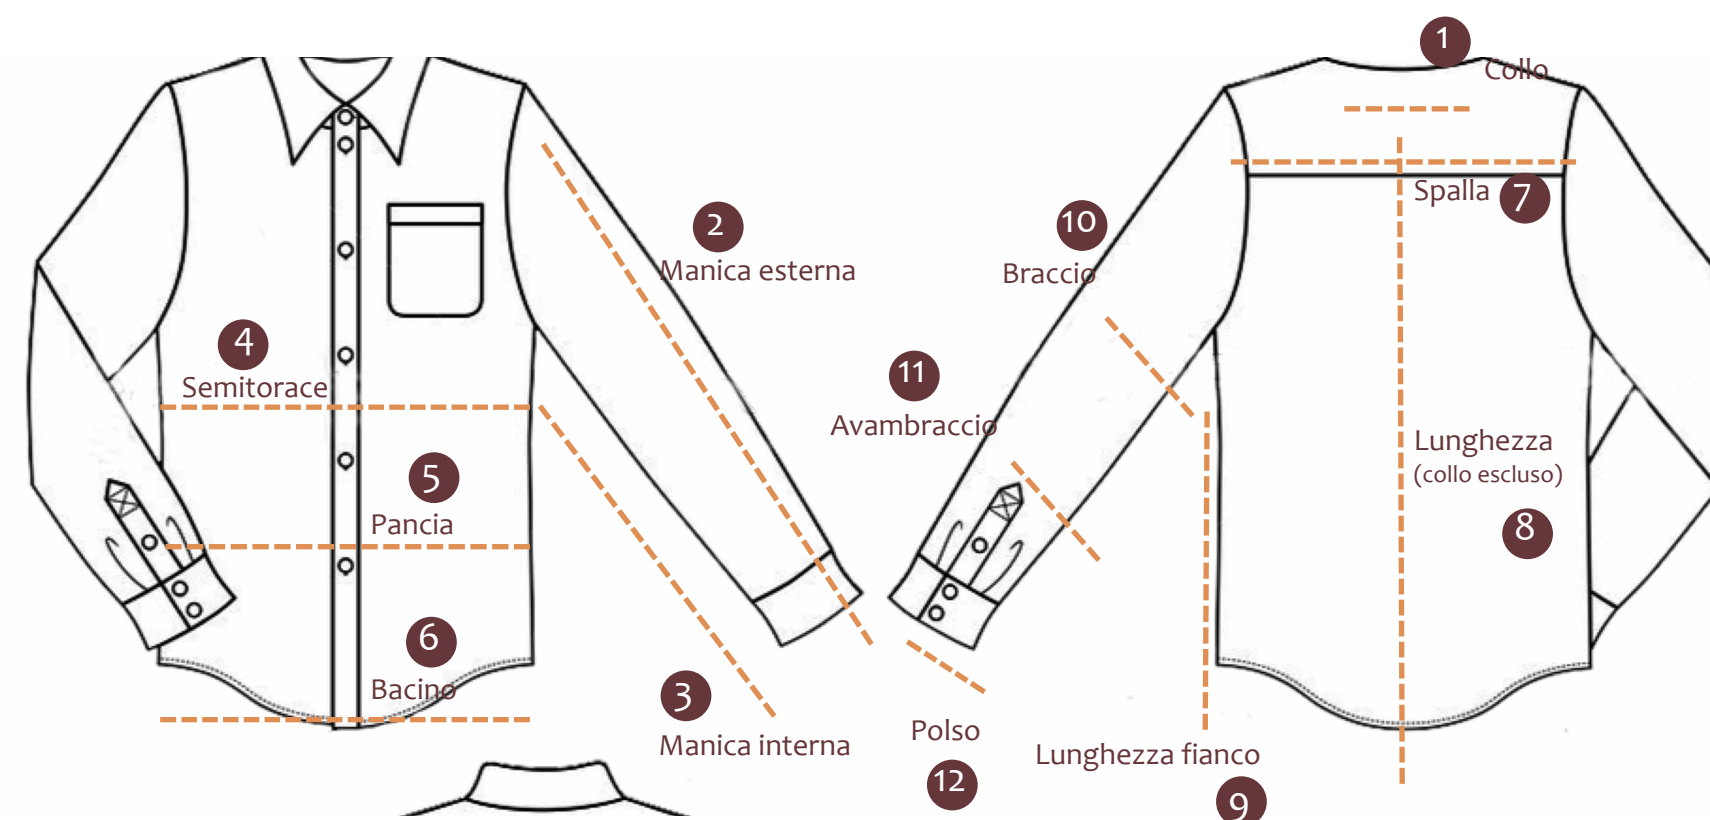 1
Collo
2
Manica esterna
10
Braccio
Spalla 7
4
Semitorace
11
Avambraccio
Lunghezza
(collo escluso)
8
5
Pancia
6
Bacino
3
Manica interna
Polso
12
Lunghezza fianco
9